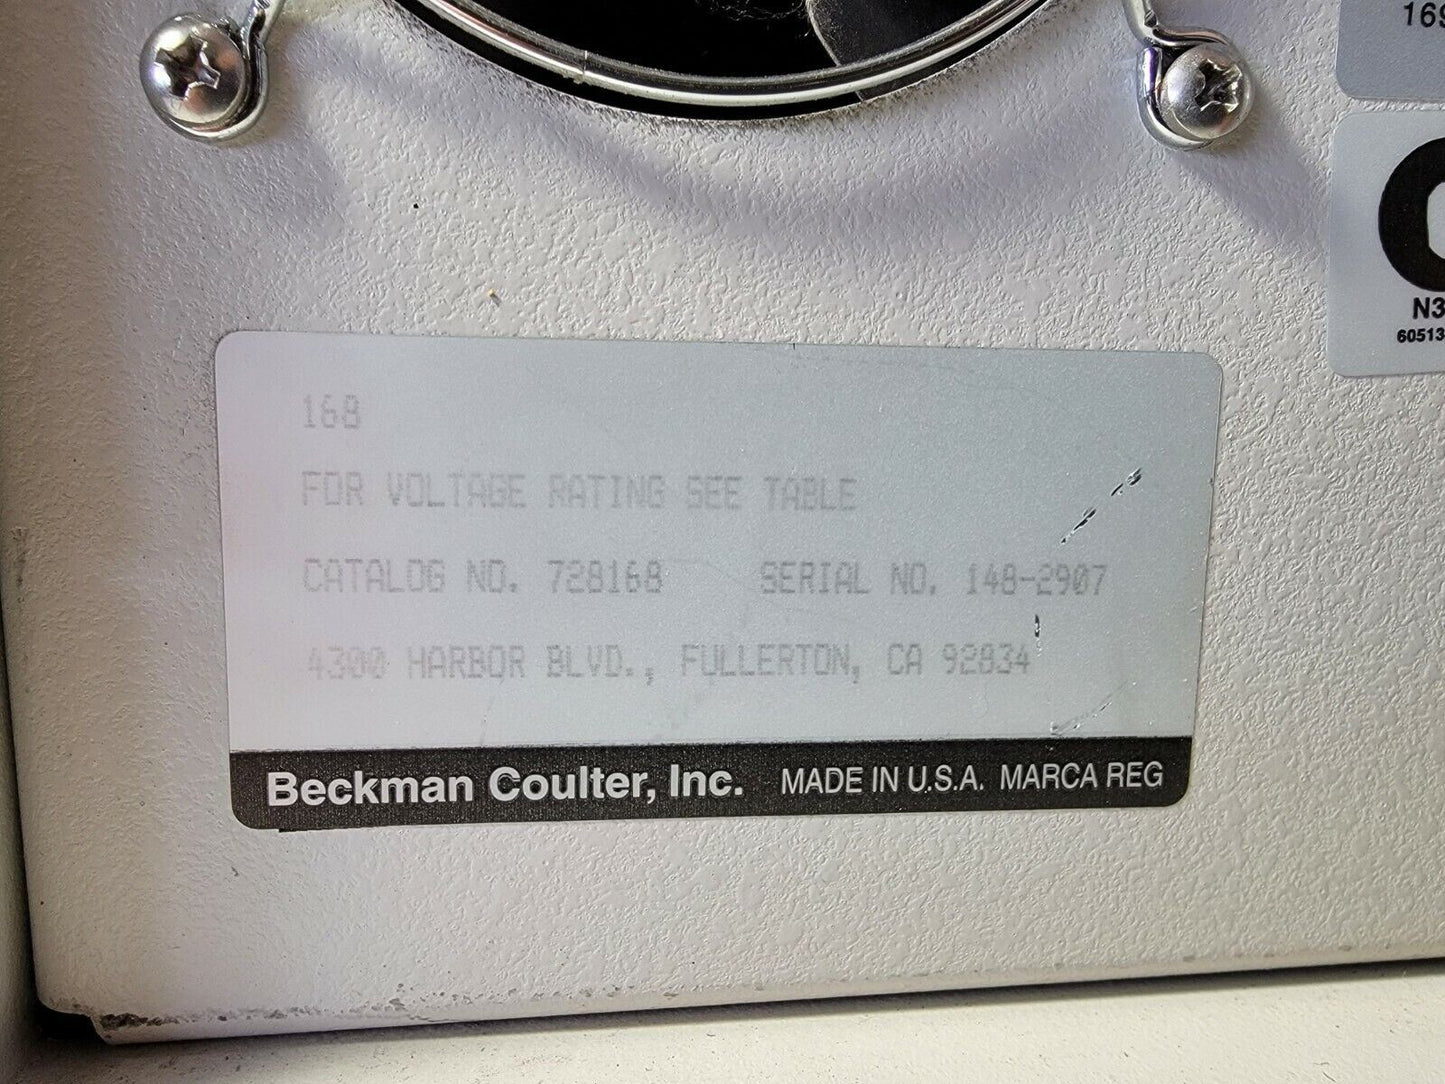 168
FOR VOLTAGE RATING SEE TABLE
CATALOG NO. 728168 SERIAL NO. 148-2907
4300 HARBOR BLVD., FULLERTON, CA 92834
Beckman Coulter, Inc. MADE IN U.S.A. MARCA REG
N3